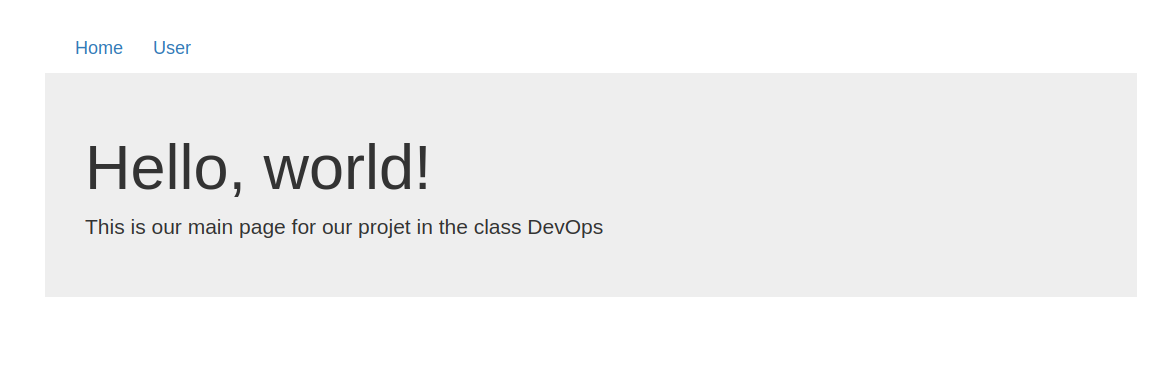 Home User
Hello, world!
This is our main page for our projet in the class DevOps